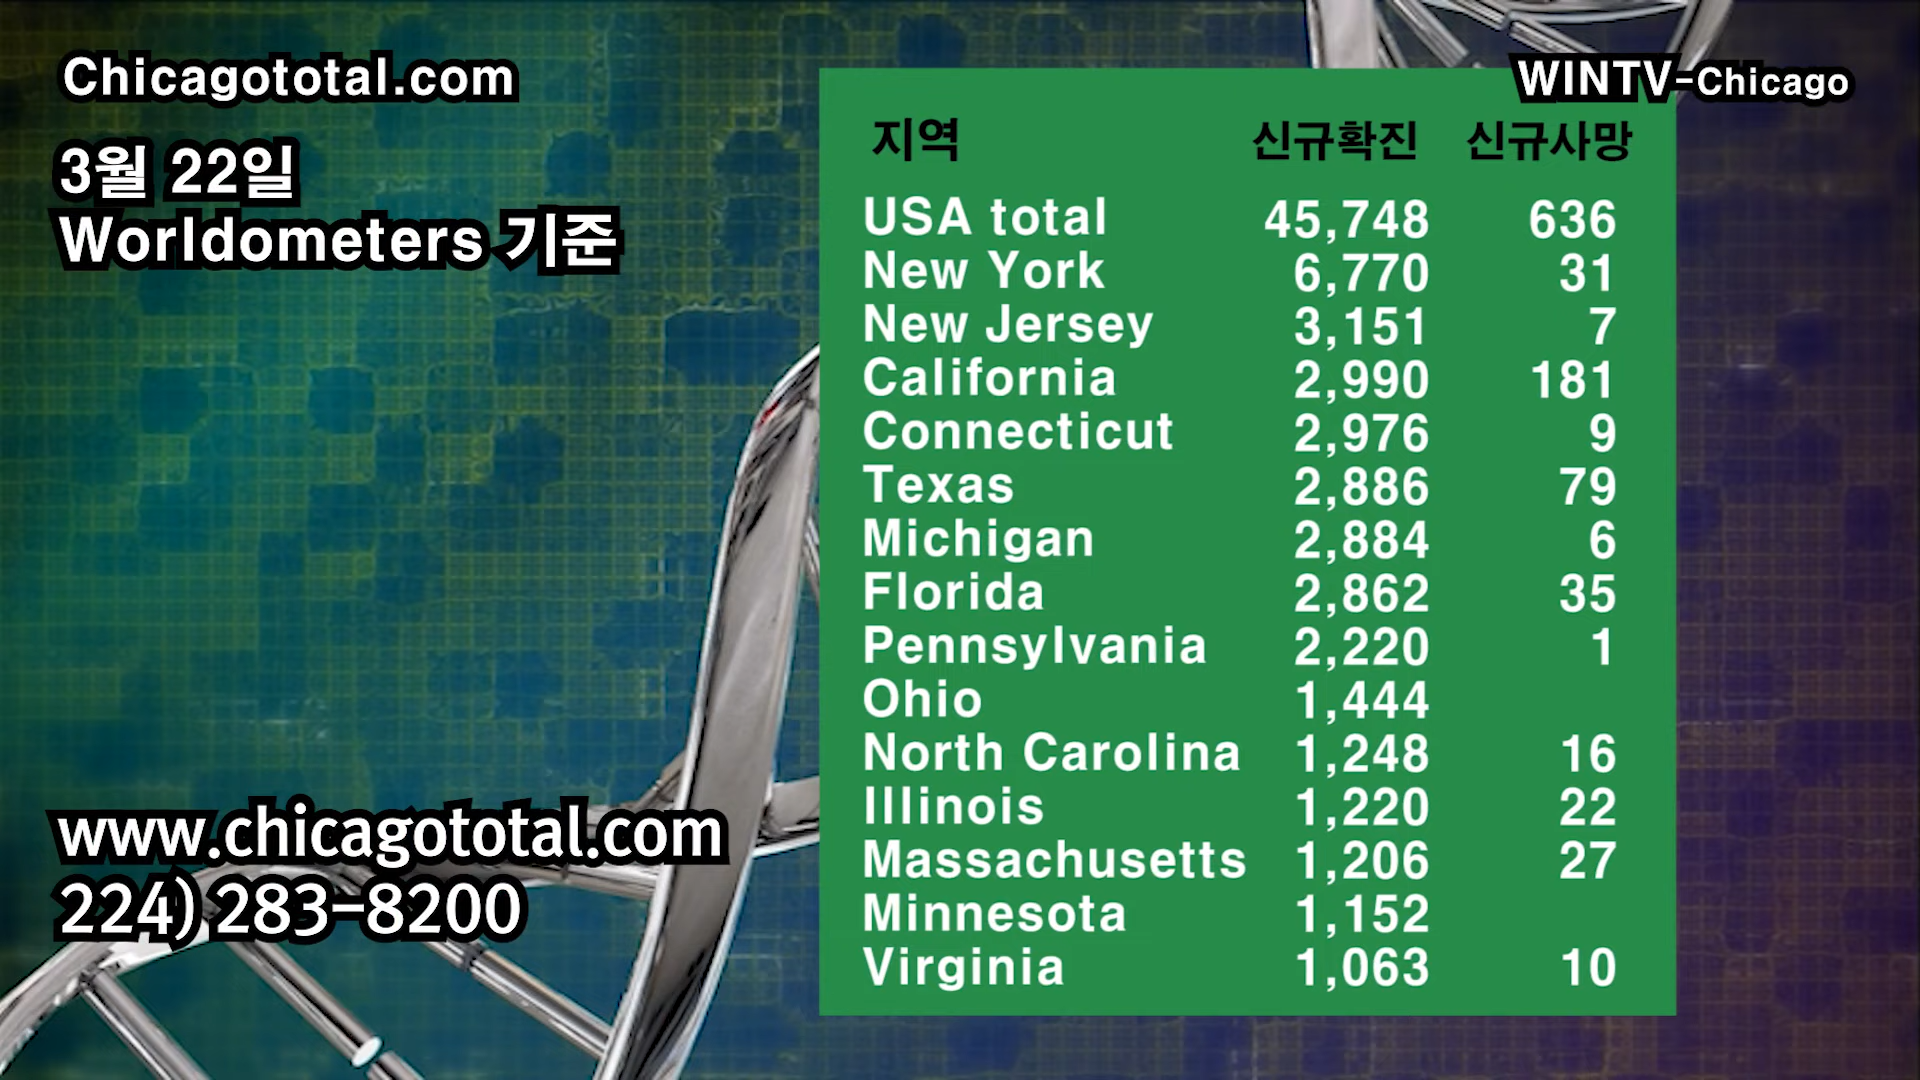 Chicagototal.com
WINTV-Chicago
3월 22일
Worldometers 기준
지역 신규확진 신규사망
USA total 45,748 636
New York 6,770 31
New Jersey 3,151 7
California 2,990 181
Connecticut 2,976 9
Texas 2,886 79
Michigan 2,884 6
Florida 2,862 35
Pennsylvania 2,220 1
Ohio 1,444
North Carolina 1,248 16
Illinois 1,220 22
Massachusetts 1,206 27
Minnesota 1,152
Virginia 1,063 10
www.chicagototal.com
224) 283-8200